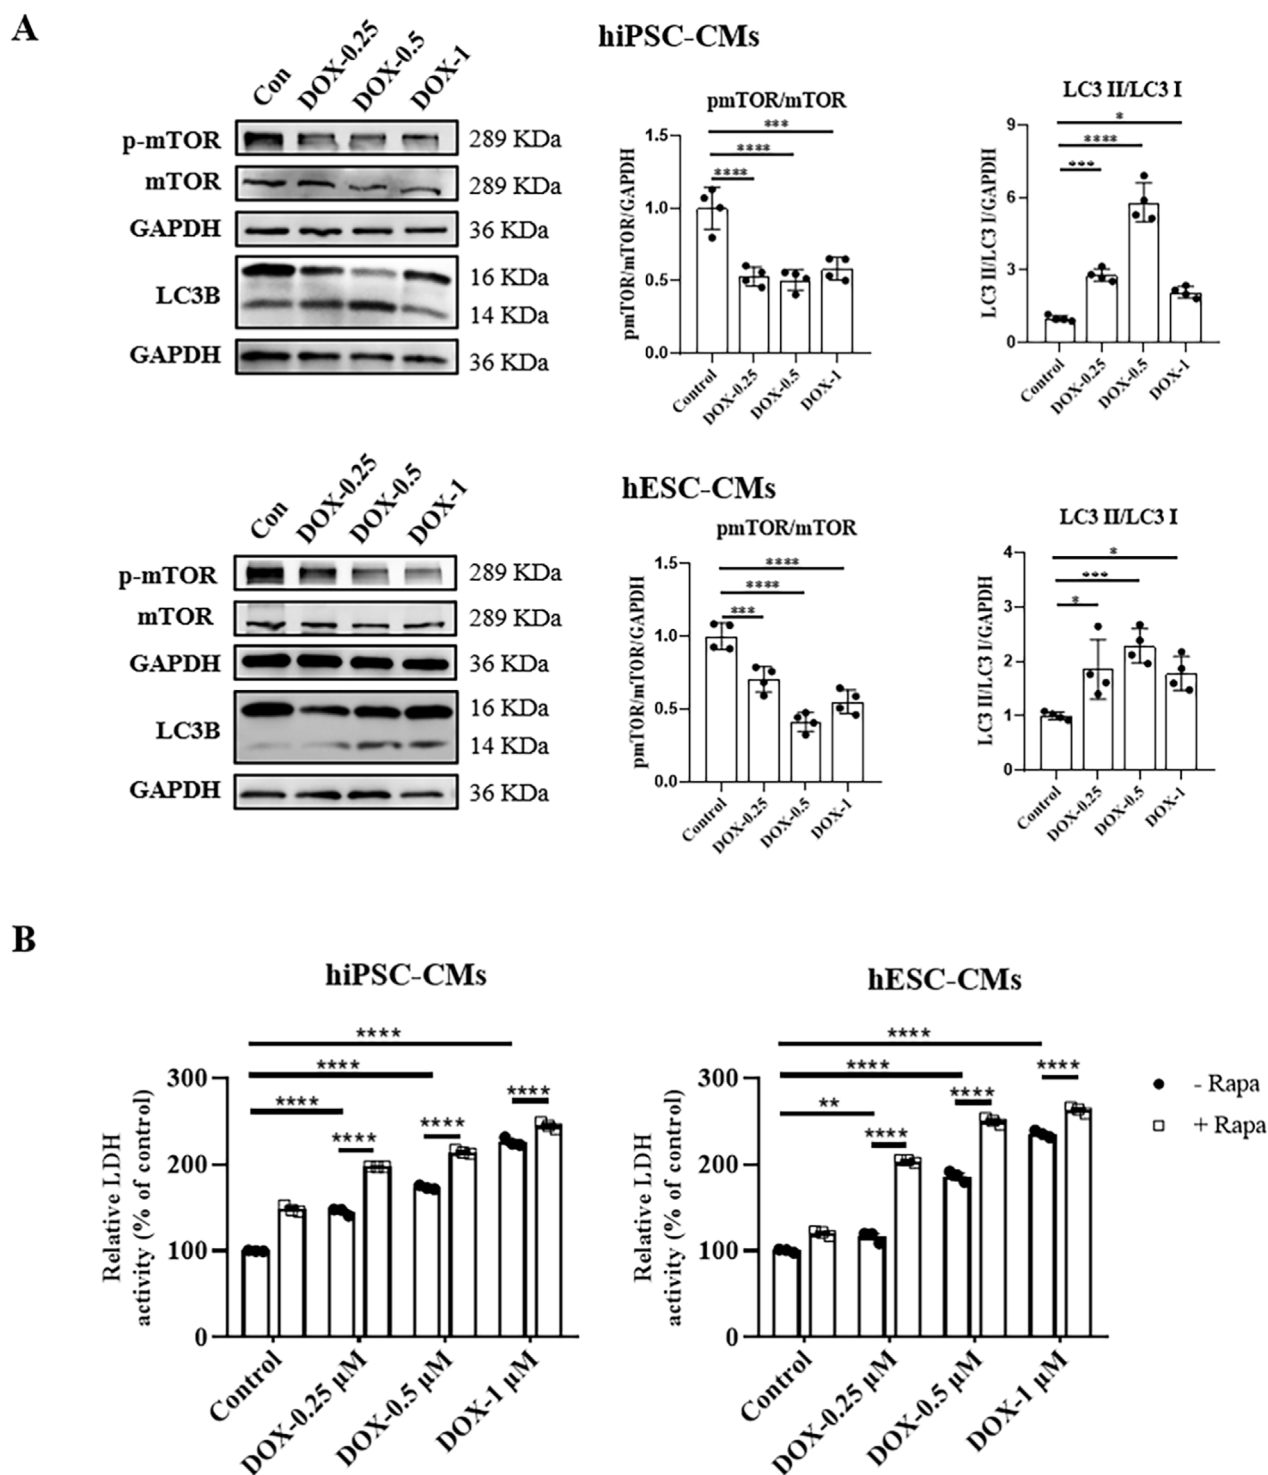 A
Con
DOX-0.25
DOX-0.5
DOX-1
p-mTOR
289 KDa
mTOR
289 KDa
GAPDH
36 KDa
LC3B
16 KDa
14 KDa
GAPDH
36 KDa
hiPSC-CMs
pmTOR/mTOR
pmTOR/mTOR/GAPDH
1.5
1.0
0.5
0.0
***
****
****
Control
DOX-0.25
DOX-0.5
DOX-1
LC3 II/LC3 I
LC3 II/LC3 I/GAPDH
9
6
3
0
*
****
***
Control
DOX-0.25
DOX-0.5
DOX-1
Con
DOX-0.25
DOX-0.5
DOX-1
p-mTOR
289 KDa
mTOR
289 KDa
GAPDH
36 KDa
LC3B
16 KDa
14 KDa
GAPDH
36 KDa
hESC-CMs
pmTOR/mTOR
pmTOR/mTOR/GAPDH
1.5
1.0
0.5
0.0
****
****
***
Control
DOX-0.25
DOX-0.5
DOX-1
LC3 II/LC3 I
LC3 II/LC3 I/GAPDH
4
3
2
1
0
*
***
*
Control
DOX-0.25
DOX-0.5
DOX-1
B
hiPSC-CMs
Relative LDH
activity (% of control)
300
200
100
0
****
****
****
****
****
****
Control
DOX-0.25 μM
DOX-0.5 μM
DOX-1 μM
hESC-CMs
Relative LDH
activity (% of control)
300
200
100
0
****
****
**
****
****
****
Control
DOX-0.25 μM
DOX-0.5 μM
DOX-1 μM
- Rapa
+ Rapa